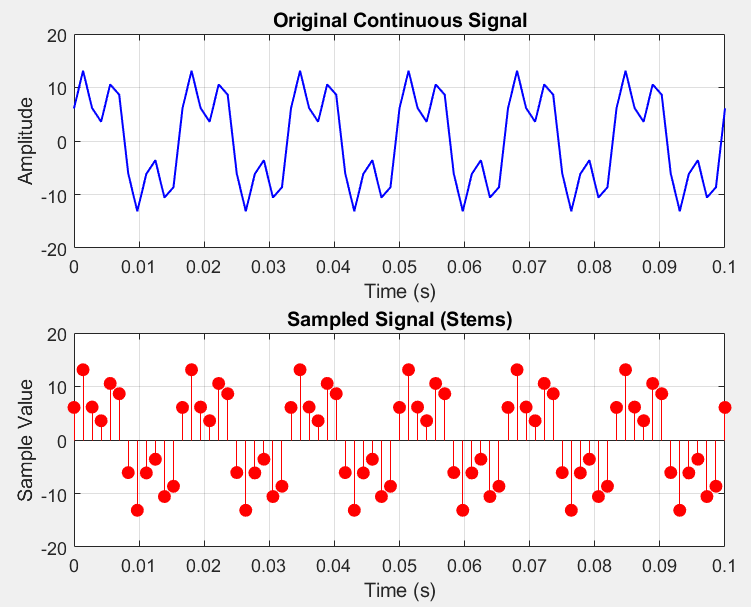 Original Continuous Signal
20
10
0
-10
-20
Amplitude
0 0.01 0.02 0.03 0.04 0.05 0.06 0.07 0.08 0.09 0.1
Time (s)
Sampled Signal (Stems)
20
10
0
-10
-20
Sample Value
0 0.01 0.02 0.03 0.04 0.05 0.06 0.07 0.08 0.09 0.1
Time (s)